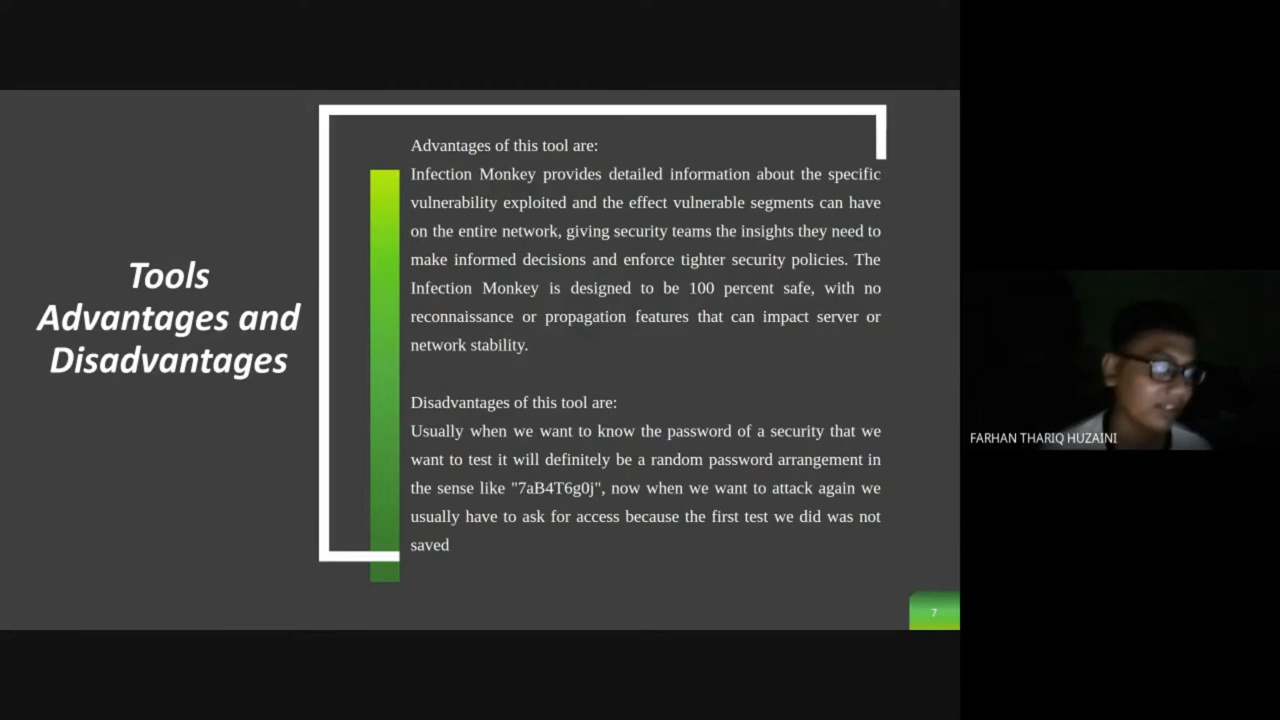 Tools
Advantages and
Disadvantages
Advantages of this tool are:
Infection Monkey provides detailed information about the specific
vulnerability exploited and the effect vulnerable segments can have
on the entire network, giving security teams the insights they need to
make informed decisions and enforce tighter security policies. The
Infection Monkey is designed to be 100 percent safe, with no
reconnaissance or propagation features that can impact server or
network stability.
Disadvantages of this tool are:
Usually when we want to know the password of a security that we
want to test it will definitely be a random password arrangement in
the sense like "7aB4T6g0j", now when we want to attack again we
usually have to ask for access because the first test we did was not
saved
7
FARHAN THARIQ HUZAINI